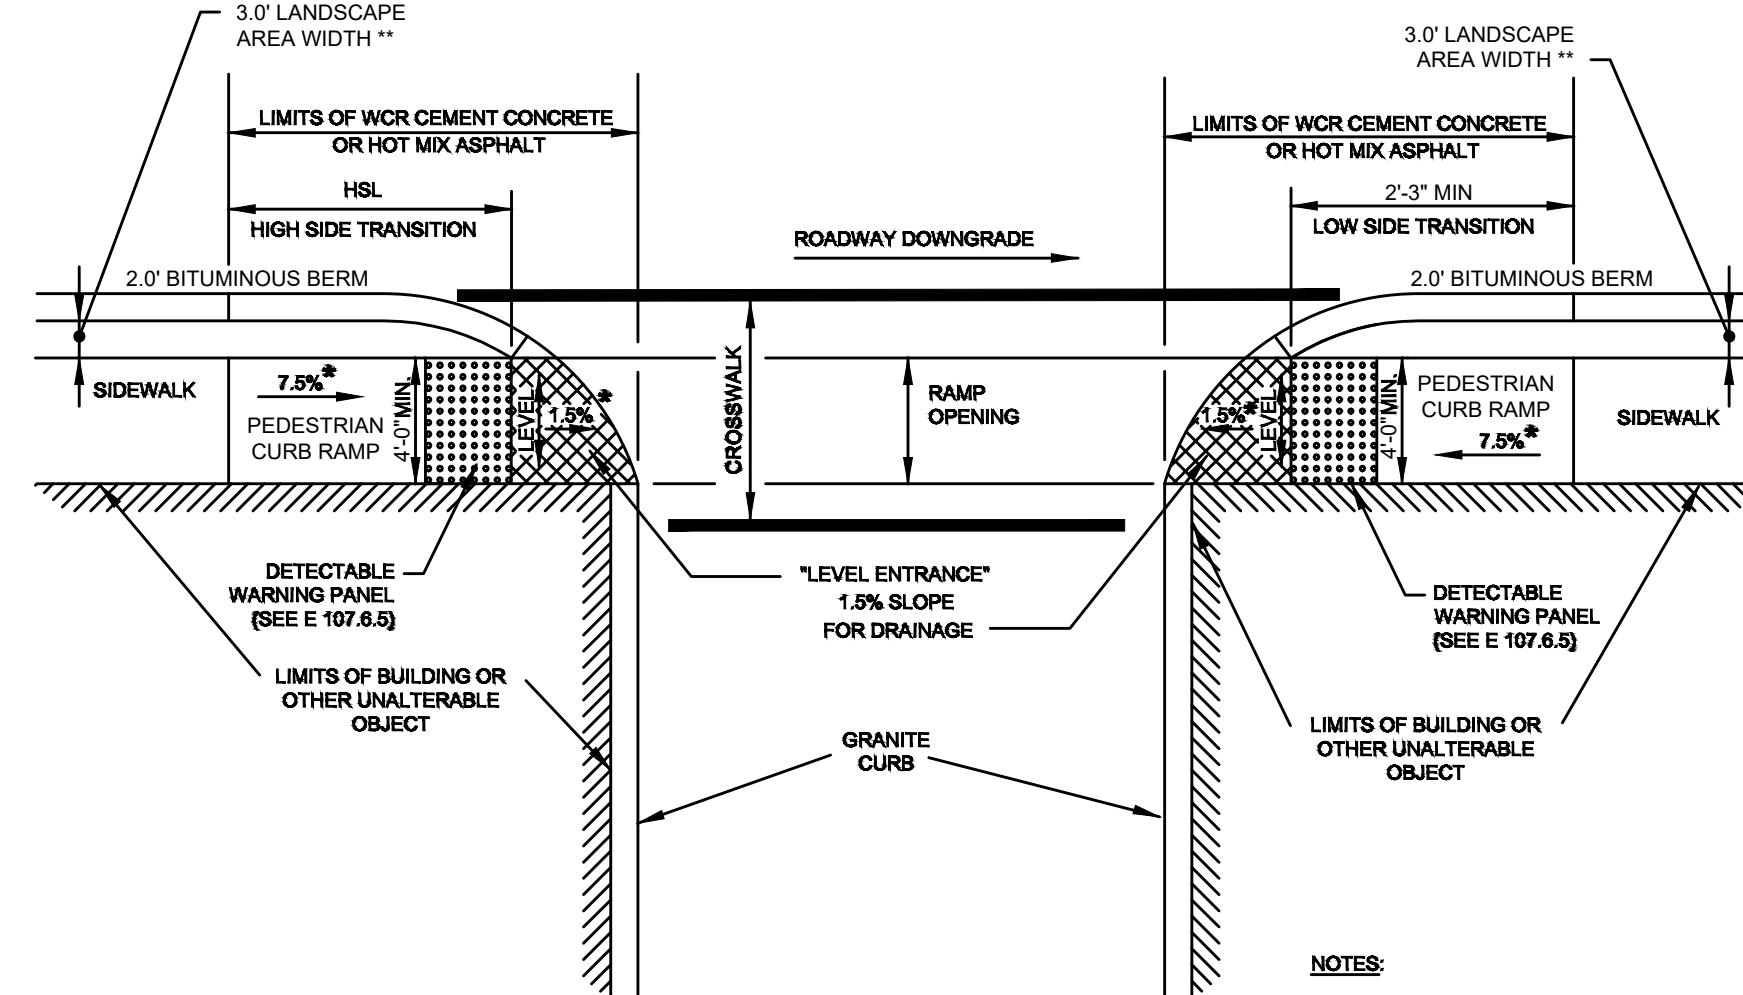 3.0' LANDSCAPE
AREA WIDTH **
3.0' LANDSCAPE
AREA WIDTH **
LIMITS OF WCR CEMENT CONCRETE
OR HOT MIX ASPHALT
LIMITS OF WCR CEMENT CONCRETE
OR HOT MIX ASPHALT
HSL
HIGH SIDE TRANSITION
2'-3" MIN
LOW SIDE TRANSITION
ROADWAY DOWNGRADE
2.0' BITUMINOUS BERM
2.0' BITUMINOUS BERM
SIDEWALK
7.5%*
PEDESTRIAN
CURB RAMP
4'-0"MIN.
LEVEL
1.5%*
CROSSWALK
RAMP
OPENING
1.5%*
LEVEL
4'-0"MIN.
PEDESTRIAN
CURB RAMP
7.5%*
SIDEWALK
DETECTABLE
WARNING PANEL
(SEE E 107.6.5)
"LEVEL ENTRANCE"
1.5% SLOPE
FOR DRAINAGE
DETECTABLE
WARNING PANEL
(SEE E 107.6.5)
LIMITS OF BUILDING OR
OTHER UNALTERABLE
OBJECT
GRANITE
CURB
LIMITS OF BUILDING OR
OTHER UNALTERABLE
OBJECT
NOTES: